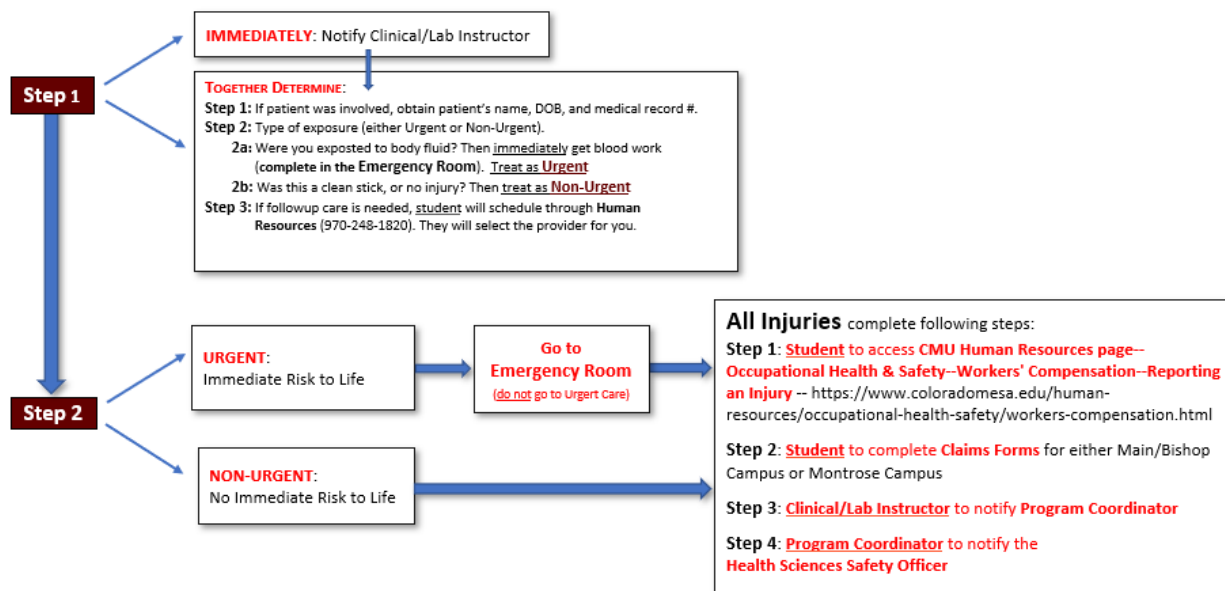 Step 1
IMMEDIATELY: Notify Clinical/Lab Instructor
TOGETHER DETERMINE:
Step 1: If patient was involved, obtain patient's name, DOB, and medical record #.
Step 2: Type of exposure (either Urgent or Non-Urgent).
2a: Were you exposted to body fluid? Then immediately get blood work
(complete in the Emergency Room). Treat as Urgent
2b: Was this a clean stick, or no injury? Then treat as Non-Urgent
Step 3: If followup care is needed, student will schedule through Human
Resources (970-248-1820). They will select the provider for you.
Step 2
URGENT:
Immediate Risk to Life
Go to
Emergency Room
(do not go to Urgert Care)
NON-URGENT:
No Immediate Risk to Life
All Injuries complete following steps:
Step 1: Student to access CMU Human Resources page--
Occupational Health & Safety--Workers' Compensation--Reporting
an Injury -- https://www.coloradomesa.edu/human-
resources/occupational-health-safety/workers-compensation.html
Step 2: Student to complete Claims Forms for either Main/Bishop
Campus or Montrose Campus
Step 3: Clinical/Lab Instructor to notify Program Coordinator
Step 4: Program Coordinator to notify the
Health Sciences Safety Officer